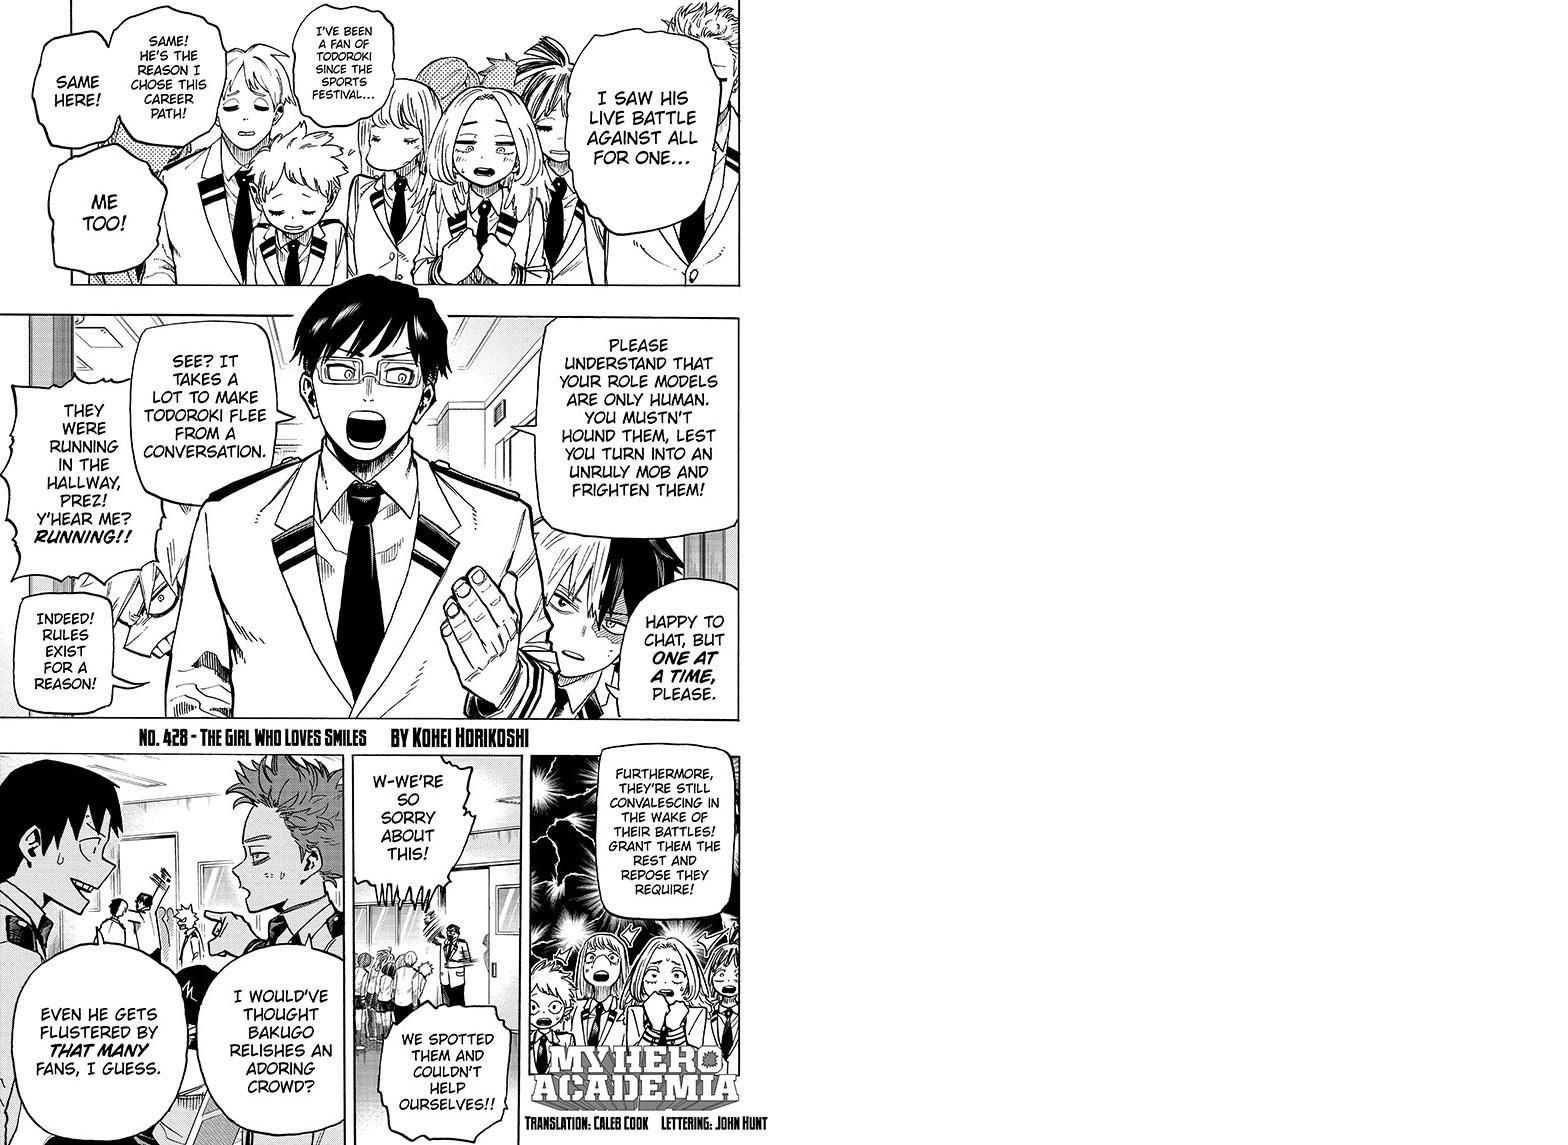 I SAW HIS
LIVE BATTLE
AGAINST ALL
FOR ONE...
I'VE BEEN
A FAN OF
TODOROKI
SINCE THE
SPORTS
FESTIVAL...
SAME!
HE'S THE
REASON I
CHOSE THIS
CAREER
PATH!
SAME
HERE!
ME
TOO!
PLEASE
UNDERSTAND THAT
YOUR ROLE MODELS
ARE ONLY HUMAN.
YOU MUSTN'T
HOUND THEM, LEST
YOU TURN INTO AN
UNRULY MOB AND
FRIGHTEN THEM!
HAPPY TO
CHAT, BUT
ONE AT
A TIME,
PLEASE.
SEE? IT
TAKES A
LOT TO MAKE
TODOROKI FLEE
FROM A
CONVERSATION.
THEY
WERE
RUNNING
IN THE
HALLWAY,
PREZ!
Y'HEAR ME?
RUNNING!!
INDEED!
RULES
EXIST
FOR A
REASON!
NO. 428 - THE GIRL WHO LOVES SMILES BY KOHEI HORIKOSHI
FURTHERMORE,
THEY'RE STILL
CONVALESCING IN
THE WAKE OF
THEIR BATTLES!
GRANT THEM THE
REST AND
REPOSE THEY
REQUIRE!
MY HERO
ACADEMIA
TRANSLATION: CALEB COOK LETTERING: JOHN HUNT
W-WE'RE
SO
SORRY
ABOUT
THIS!
WAAAH
WE SPOTTED
THEM AND
COULDN'T
HELP
OURSELVES!!
I WOULD'VE
THOUGHT
BAKUGO
RELISHES AN
ADORING
CROWD?
EVEN HE GETS
FLUSTERED BY
THAT MANY
FANS, I GUESS.